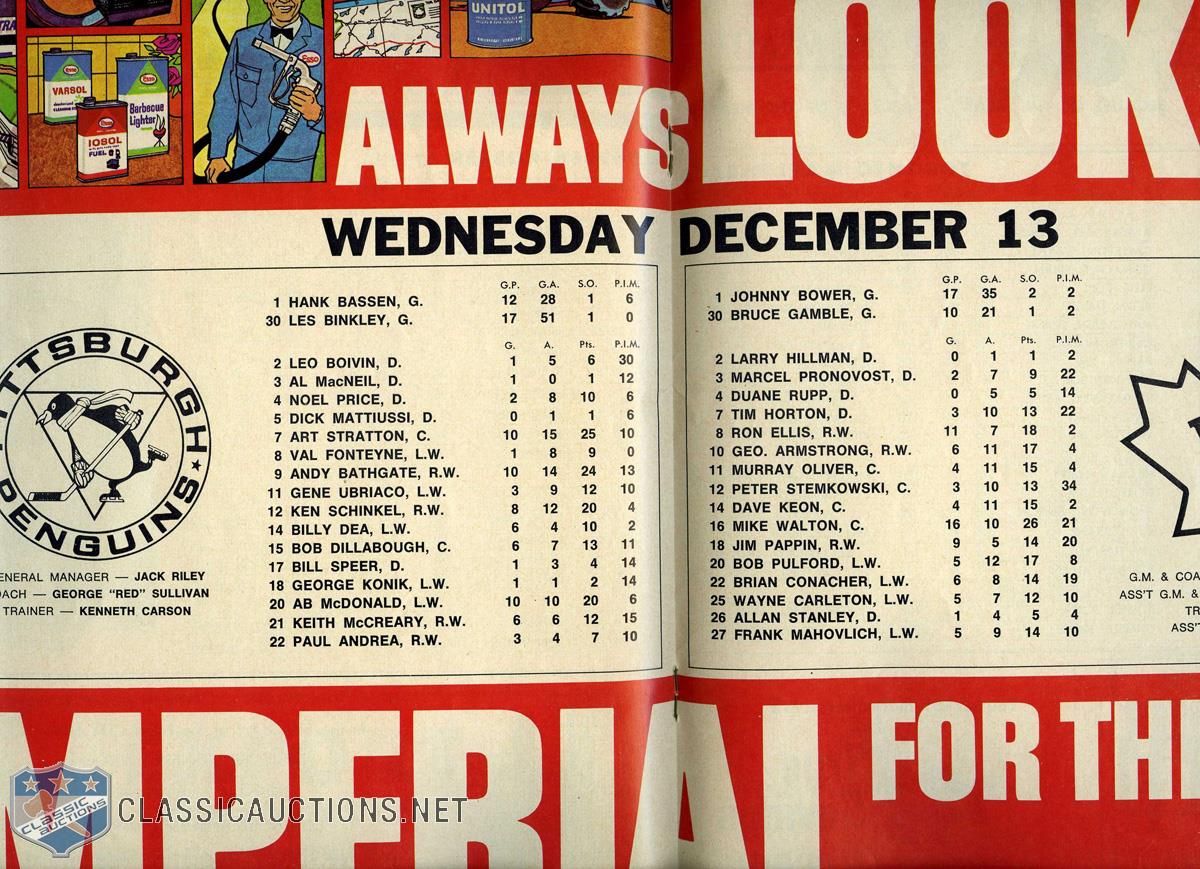 UNITOL
Esso
VARSOL
Esso
Barbecue
Lighter
Esso
IOSOL
FUEL
Esso
ALWAYS LOOK
WEDNESDAY DECEMBER 13
G.P. G.A. S.O. P.I.M.
1 HANK BASSEN, G. 12 28 1 6
30 LES BINKLEY, G. 17 51 1 0
G. A. Pts. P.I.M.
2 LEO BOIVIN, D. 1 5 6 30
3 AL MacNEIL, D. 1 0 1 12
4 NOEL PRICE, D. 2 8 10 6
5 DICK MATTIUSSI, D. 0 1 1 6
7 ART STRATTON, C. 10 15 25 10
8 VAL FONTEYNE, L.W. 1 8 9 0
9 ANDY BATHGATE, R.W. 10 14 24 13
11 GENE UBRIACO, L.W. 3 9 12 10
12 KEN SCHINKEL, R.W. 8 12 20 4
14 BILLY DEA, L.W. 6 4 10 2
15 BOB DILLABOUGH, C. 6 7 13 11
17 BILL SPEER, D. 1 3 4 14
18 GEORGE KONIK, L.W. 1 1 2 14
20 AB McDONALD, L.W. 10 10 20 6
21 KEITH McCREARY, R.W. 6 6 12 15
22 PAUL ANDREA, R.W. 3 4 7 10
ITTSBURGH
PENGUINS
ENERAL MANAGER — JACK RILEY
OACH — GEORGE "RED" SULLIVAN
TRAINER — KENNETH CARSON
G.P. G.A. S.O. P.I.M.
1 JOHNNY BOWER, G. 17 35 2 2
30 BRUCE GAMBLE, G. 10 21 1 2
G. A. Pts. P.I.M.
2 LARRY HILLMAN, D. 0 1 1 2
3 MARCEL PRONOVOST, D. 2 7 9 22
4 DUANE RUPP, D. 0 5 5 14
7 TIM HORTON, D. 3 10 13 22
8 RON ELLIS, R.W. 11 7 18 2
10 GEO. ARMSTRONG, R.W. 6 11 17 4
11 MURRAY OLIVER, C. 4 11 15 4
12 PETER STEMKOWSKI, C. 3 10 13 34
14 DAVE KEON, C. 4 11 15 2
16 MIKE WALTON, C. 16 10 26 21
18 JIM PAPPIN, R.W. 9 5 14 20
20 BOB PULFORD, L.W. 5 12 17 8
22 BRIAN CONACHER, L.W. 6 8 14 19
25 WAYNE CARLETON, L.W. 5 7 12 10
26 ALLAN STANLEY, D. 1 4 5 4
27 FRANK MAHOVLICH, L.W. 5 9 14 10
G.M. & COA
ASS'T G.M. &
TR
ASS'T
MPERIAL FOR THE
CLASSIC
AUCTIONS
CLASSICAUCTIONS.NET